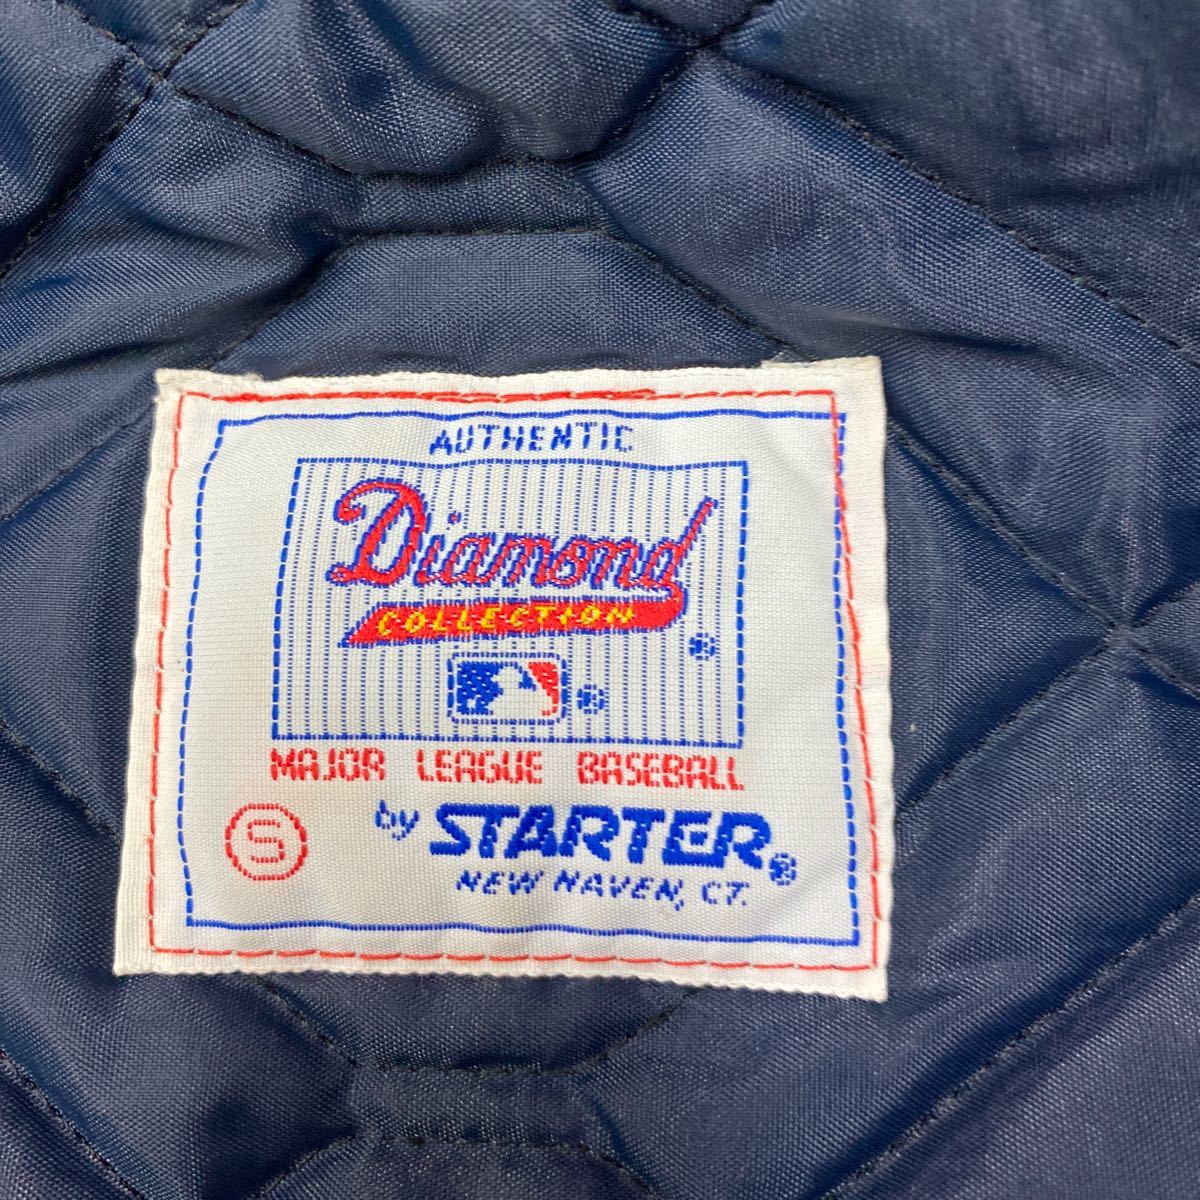 AUTHENTIC
Diamond
COLLECTION ®
®
MAJOR LEAGUE BASEBALL
S
by STARTER®
NEW HAVEN, CT.